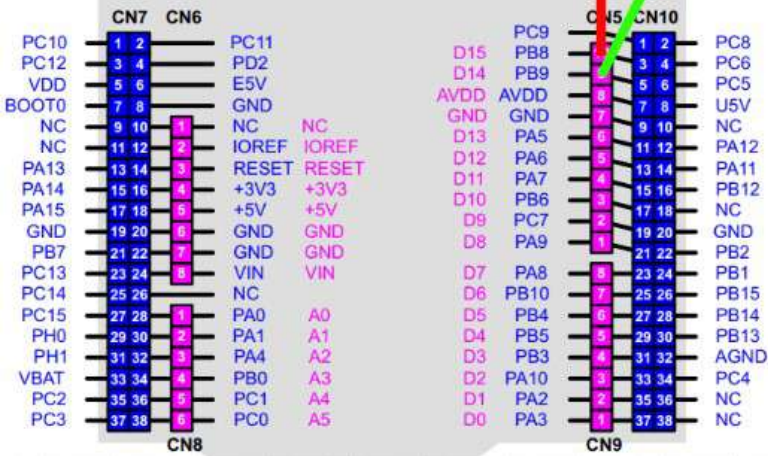 CN7 CN6 CN5 CN10
PC9
PC10 1 2 PC11 D15 PB8 1 2 PC8
PC12 3 4 PD2 D14 PB9 9 3 4 PC6
VDD 5 6 E5V AVDD AVDD 8 5 6 PC5
BOOT0 7 8 GND GND GND 7 7 8 U5V
NC 9 10 1 NC NC D13 PA5 6 9 10 NC
NC 11 12 2 IOREF IOREF D12 PA6 5 11 12 PA12
PA13 13 14 3 RESET RESET D11 PA7 4 13 14 PA11
PA14 15 16 4 +3V3 +3V3 D10 PB6 3 15 16 PB12
PA15 17 18 5 +5V +5V D9 PC7 2 17 18 NC
GND 19 20 6 GND GND D8 PA9 1 19 20 GND
PB7 21 22 7 GND GND 21 22 PB2
PC13 23 24 8 VIN VIN D7 PA8 8 23 24 PB1
PC14 25 26 NC D6 PB10 7 25 26 PB15
PC15 27 28 1 PA0 A0 D5 PB4 6 27 28 PB14
PH0 29 30 2 PA1 A1 D4 PB5 5 29 30 PB13
PH1 31 32 3 PA4 A2 D3 PB3 4 31 32 AGND
VBAT 33 34 4 PB0 A3 D2 PA10 3 33 34 PC4
PC2 35 36 5 PC1 A4 D1 PA2 2 35 36 NC
PC3 37 38 6 PC0 A5 D0 PA3 1 37 38 NC
CN8 CN9